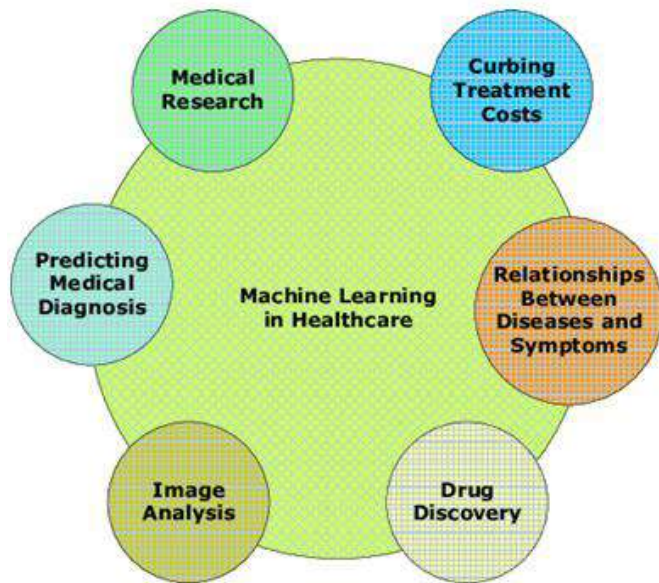 Medical
Research
Curbing
Treatment
Costs
Predicting
Medical
Diagnosis
Machine Learning
in Healthcare
Relationships
Between
Diseases and
Symptoms
Image
Analysis
Drug
Discovery